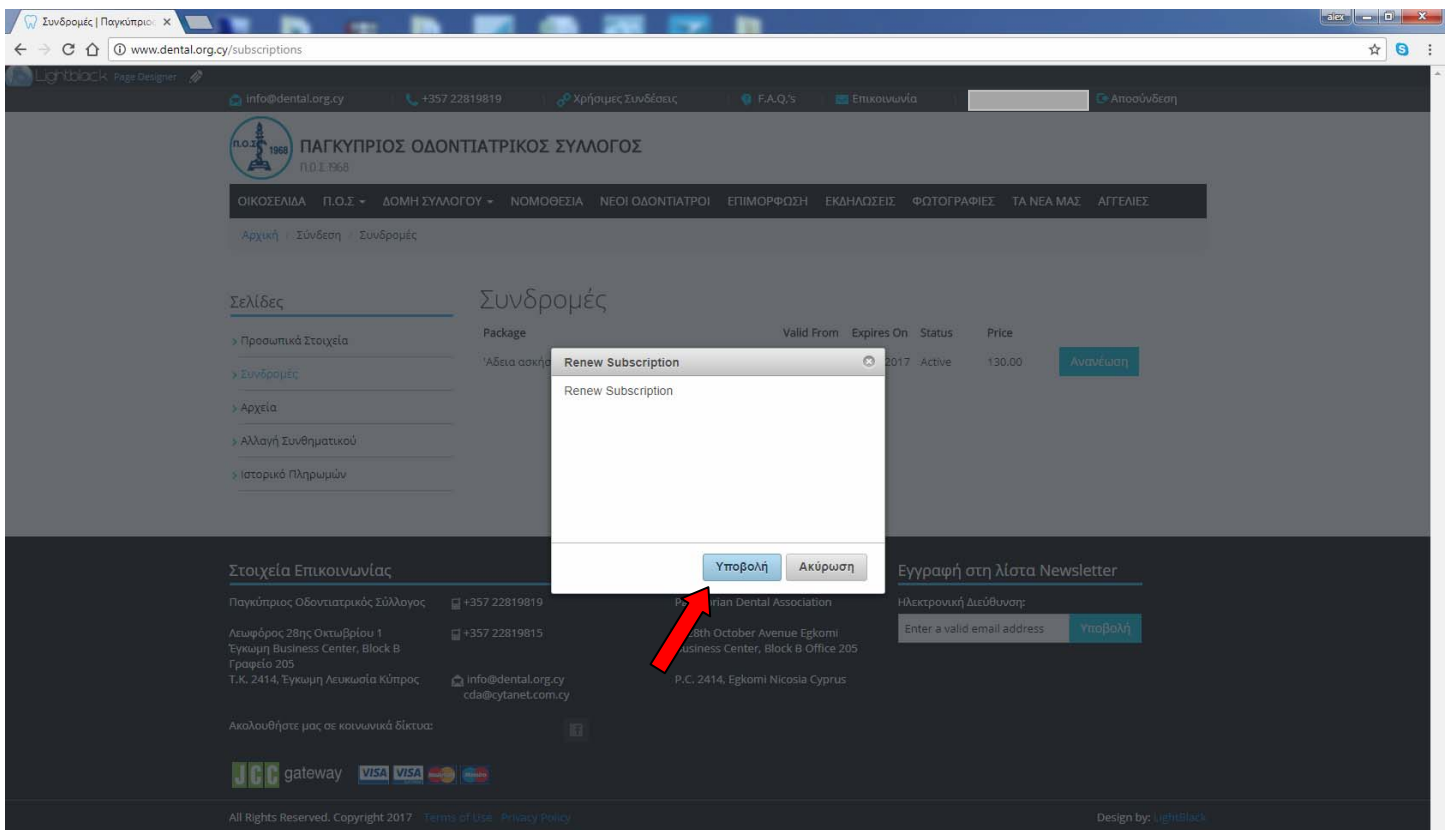 Συνδρομές | Παγκύπριο
alex
www.dental.org.cy/subscriptions
Lightblack Page Designer
info@dental.org.cy +357 22819819 Χρήσιμες Συνδέσεις F.A.Q.'s Επικοινωνία Αποσύνδεση
Π.Ο.Σ 1968
ΠΑΓΚΥΠΡΙΟΣ ΟΔΟΝΤΙΑΤΡΙΚΟΣ ΣΥΛΛΟΓΟΣ
Π.Ο.Σ 1968
ΟΙΚΟΣΕΛΙΔΑ Π.Ο.Σ ΔΟΜΗ ΣΥΛΛΟΓΟΥ ΝΟΜΟΘΕΣΙΑ ΝΕΟΙ ΟΔΟΝΤΙΑΤΡΟΙ ΕΠΙΜΟΡΦΩΣΗ ΕΚΔΗΛΩΣΕΙΣ ΦΩΤΟΓΡΑΦΙΕΣ ΤΑ ΝΕΑ ΜΑΣ ΑΓΓΕΛΙΕΣ
Αρχική / Σύνδεση / Συνδρομές
Σελίδες
> Προσωπικά Στοιχεία
> Συνδρομές
> Αρχεία
> Αλλαγή Συνθηματικού
> Ιστορικό Πληρωμών
Συνδρομές
Package Valid From Expires On Status Price
'Αδεια 2017 Active 130.00 Ανανέωση
Renew Subscription
Renew Subscription
Υποβολή Ακύρωση
Στοιχεία Επικοινωνίας
Παγκύπριος Οδοντιατρικός Σύλλογος
Λεωφόρος 28ης Οκτωβρίου 1
Έγκωμη Business Center, Block B
Γραφείο 205
Τ.Κ. 2414, Έγκωμη Λευκωσία Κύπρος
+357 22819819
+357 22819815
info@dental.org.cy
cda@cytanet.com.cy
Dental Association
28th October Avenue Egkomi
Business Center, Block B Office 205
P.C. 2414, Egkomi Nicosia Cyprus
Εγγραφή στη λίστα Newsletter
Ηλεκτρονική Διεύθυνση:
Enter a valid email address Υποβολή
Ακολουθήστε μας σε κοινωνικά δίκτυα:
JCC gateway VISA VISA
All Rights Reserved. Copyright 2017 Terms of Use Privacy Policy
Design by: LightBlack